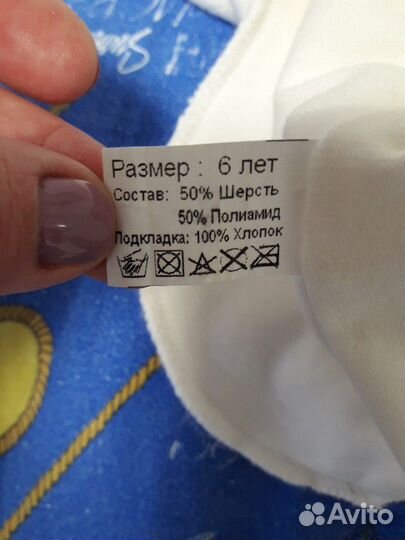 Размер : 6 лет
Состав: 50% Шерсть
50% Полиамид
Подкладка: 100% Хлопок
Avito